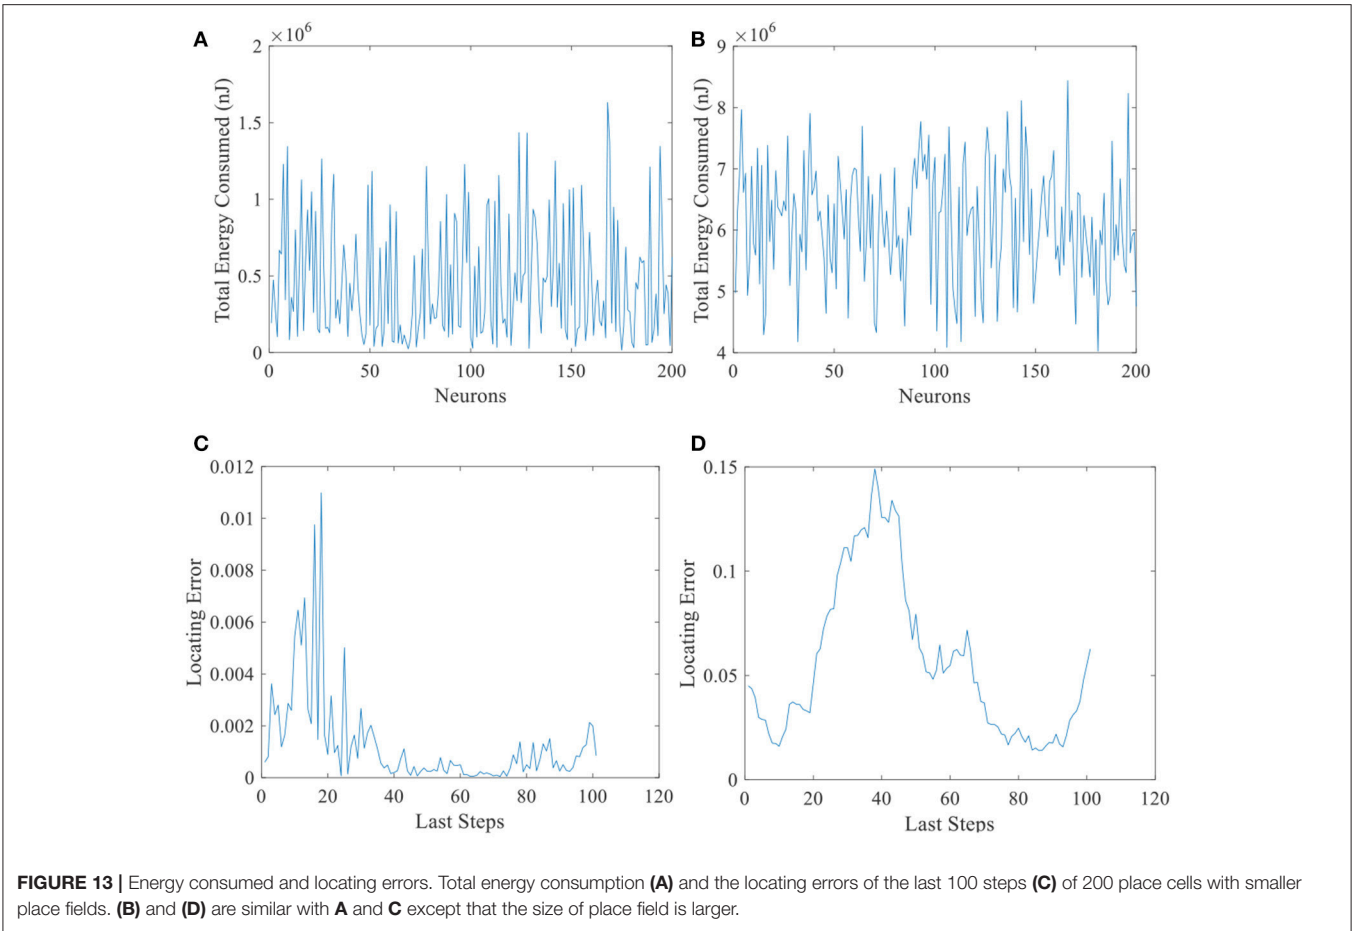 A
×10⁶
2
1.5
1
0.5
0
Total Energy Consumed (nJ)
0 50 100 150 200
Neurons
B
×10⁶
9
8
7
6
5
4
Total Energy Consumed (nJ)
0 50 100 150 200
Neurons
C
0.012
0.01
0.008
0.006
0.004
0.002
0
Locating Error
0 20 40 60 80 100 120
Last Steps
D
0.15
0.1
0.05
0
Locating Error
0 20 40 60 80 100 120
Last Steps
FIGURE 13 | Energy consumed and locating errors. Total energy consumption (A) and the locating errors of the last 100 steps (C) of 200 place cells with smaller
place fields. (B) and (D) are similar with A and C except that the size of place field is larger.